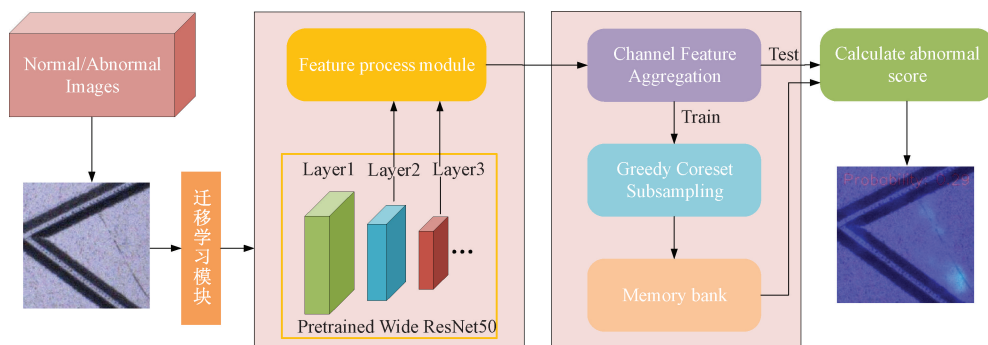 Normal/Abnormal
Images
迁移学习模块
Feature process module
Layer1
Layer2
Layer3
Pretrained Wide ResNet50
Channel Feature
Aggregation
Test
Train
Greedy Coreset
Subsampling
Memory bank
Calculate abnormal
score